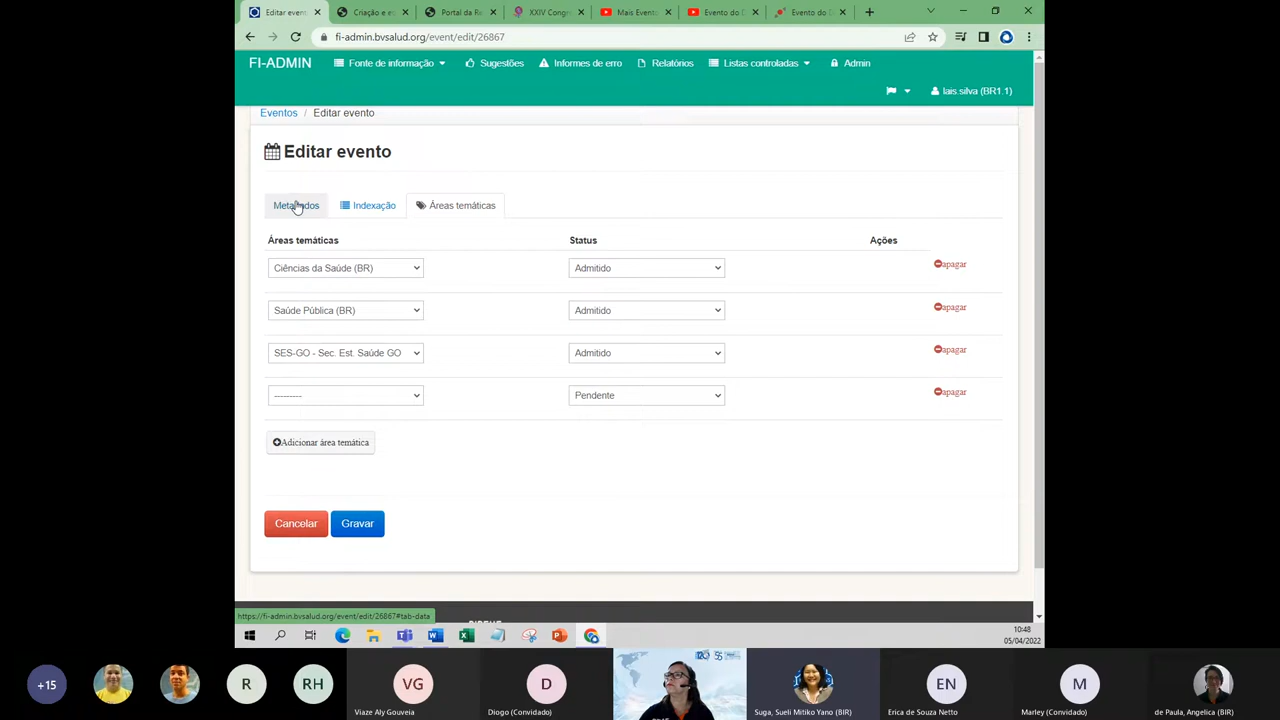 Editar even
Criação e es
Portal da Re
XXIV Congr
Mais Evento
Evento do D
Evento do D
fi-admin.bvsalud.org/event/edit/26867
FI-ADMIN
Fonte de informação
Sugestões
Informes de erro
Relatórios
Listas controladas
Admin
lais.silva (BR1.1)
Eventos / Editar evento
Editar evento
Indexação
Áreas temáticas
Áreas temáticas
Status
Ações
Ciências da Saúde (BR)
Admitido
apagar
Saúde Pública (BR)
Admitido
apagar
SES-GO - Sec. Est. Saúde GO
Admitido
apagar
---------
Pendente
apagar
Adicionar área temática
Cancelar
Gravar
https://fi-admin.bvsalud.org/event/edit/26867#tab-data
10:48
05/04/2022
+15
R
RH
VG
Viaze Aly Gouveia
D
Diogo (Convidado)
Suga, Sueli Mitiko Yano (BIR)
EN
Erica de Souza Netto
M
Marley (Convidado)
de Paula, Angelica (BIR)